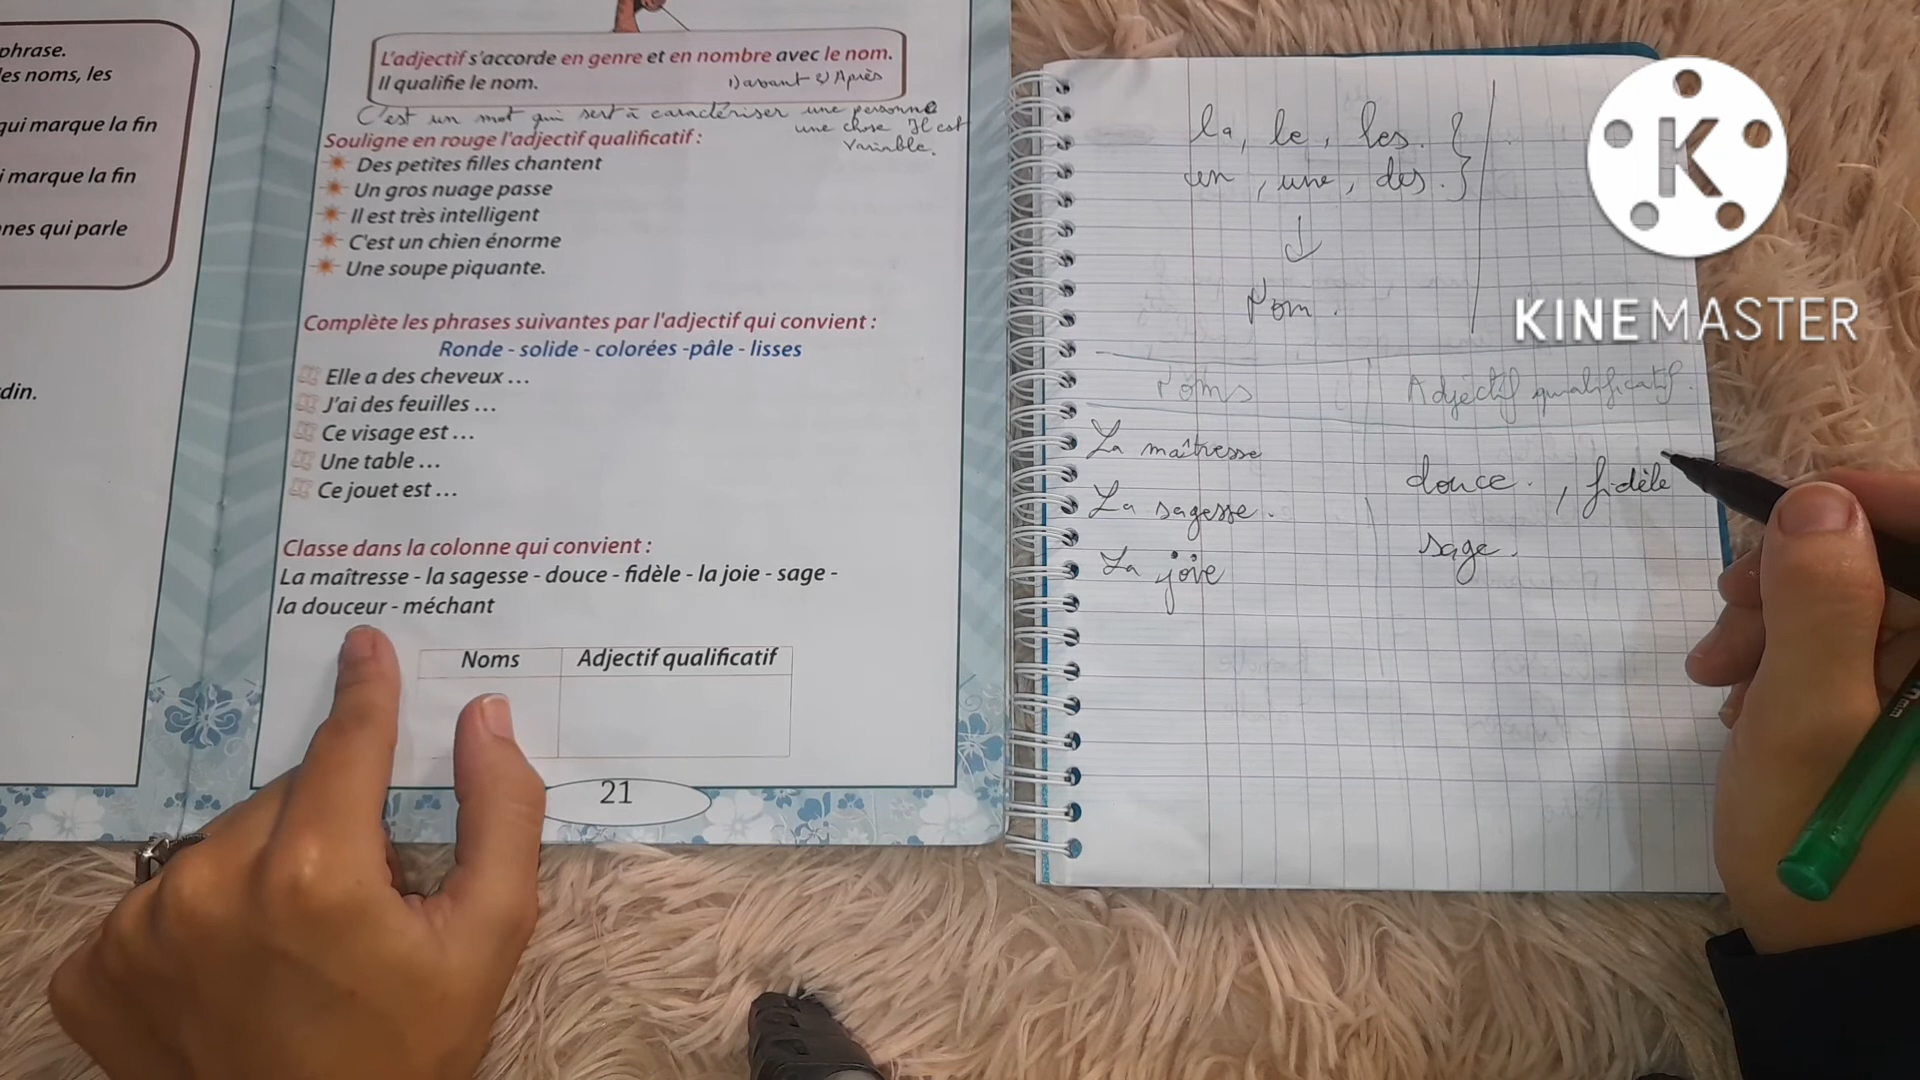 phrase.
les noms, les
qui marque la fin
i marque la fin
nnes qui parle
din.
L'adjectif s'accorde en genre et en nombre avec le nom.
Il qualifie le nom.
1) avant 2) Après
C'est un mot qui sert à caractériser une personne
une chose Il est
variable.
Souligne en rouge l'adjectif qualificatif :
Des petites filles chantent
Un gros nuage passe
Il est très intelligent
C'est un chien énorme
Une soupe piquante.
Complète les phrases suivantes par l'adjectif qui convient :
Ronde - solide - colorées -pâle - lisses
Elle a des cheveux ...
J'ai des feuilles ...
Ce visage est ...
Une table ...
Ce jouet est ...
Classe dans la colonne qui convient :
La maîtresse - la sagesse - douce - fidèle - la joie - sage -
la douceur - méchant
Noms Adjectif qualificatif
21
la, le, les.
un, une, des.
Nom.
Noms Adjectif qualificatif.
La maîtresse
douce. , fidèle
La sagesse.
sage.
La joie
K
KINEMASTER